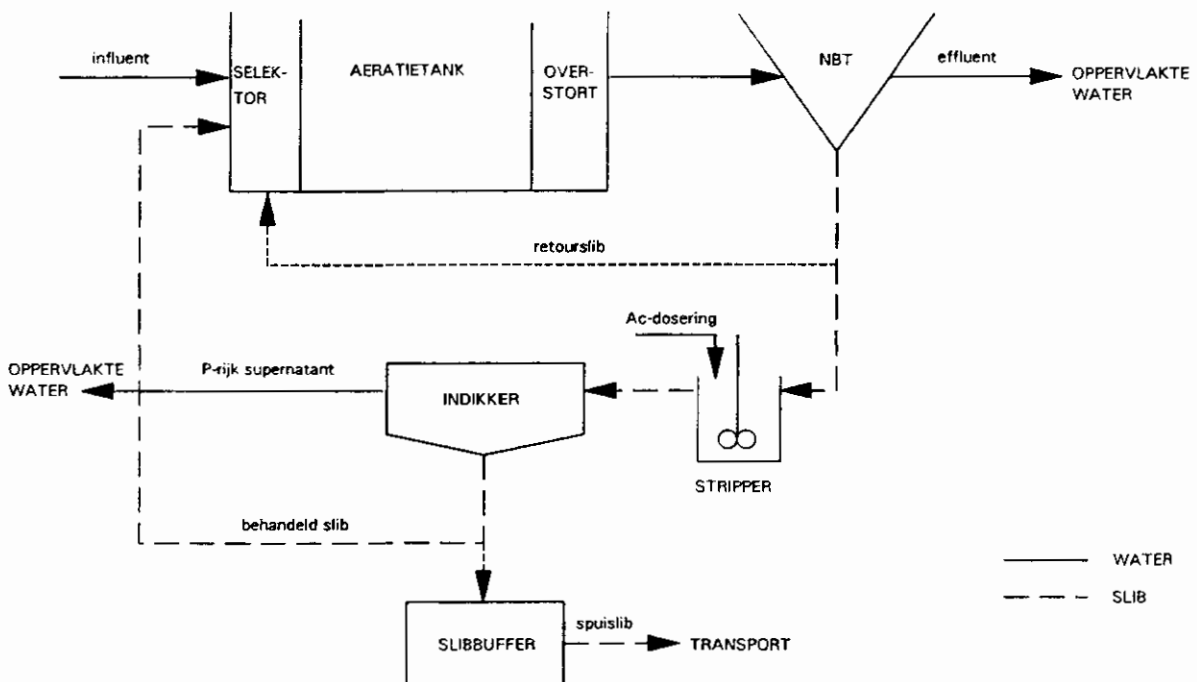 influent
SELEK-
TOR
AERATIETANK
OVER-
STORT
NBT
effluent
OPPERVLAKTE
WATER
retourslib
Ac-dosering
OPPERVLAKTE
WATER
P-rijk supernatant
INDIKKER
STRIPPER
behandeld slib
WATER
SLIB
SLIBBUFFER
spuislib
TRANSPORT